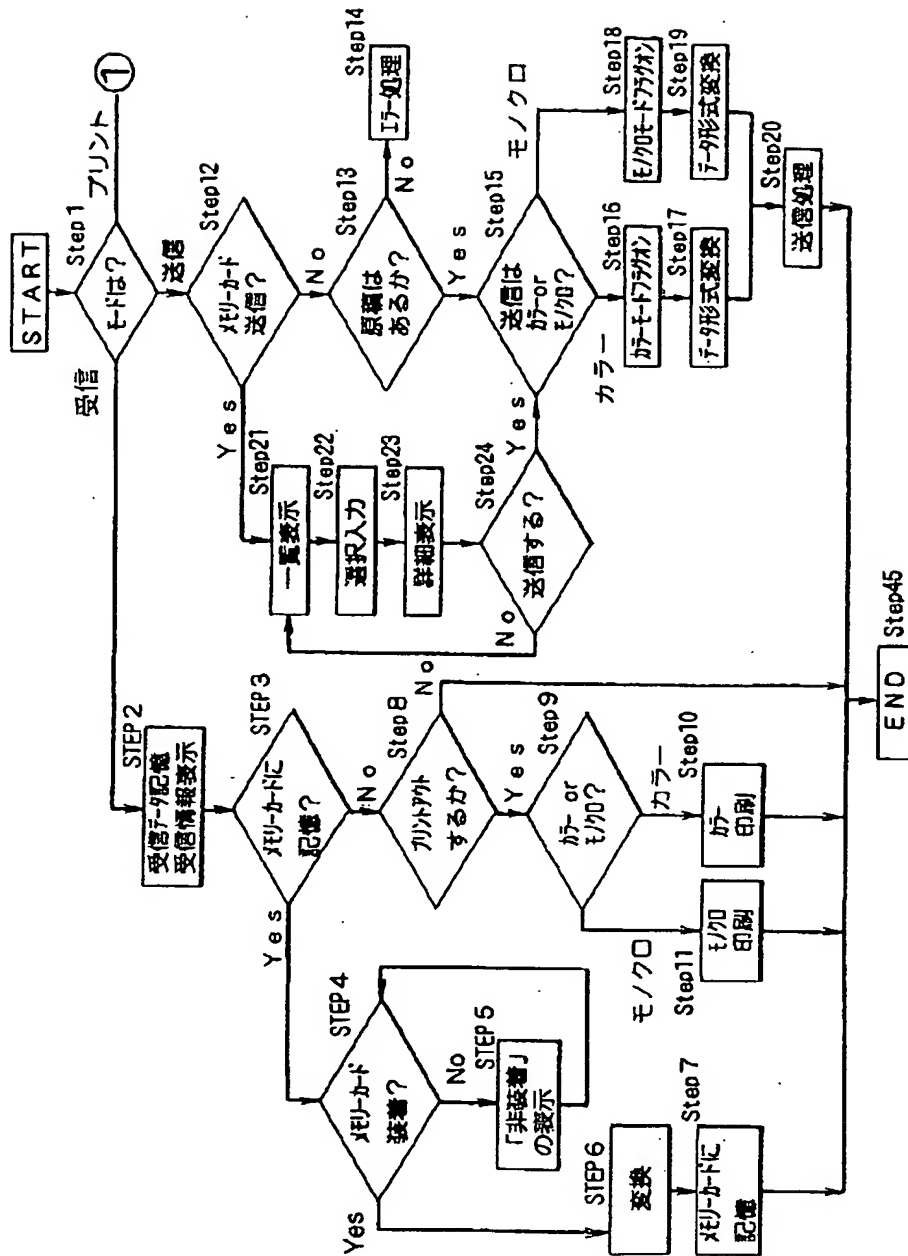 START
Step1
モードは?
プリント
①
受信
送信
STEP2
受信データ記憶
受信情報表示
STEP3
メモリーカードに
記憶?
Yes
No
STEP4
メモリーカード
装着?
Yes
No
STEP5
「非装着」
の表示
STEP6
変換
Step7
メモリーカードに
記憶
Step8
プリントアウト
するか?
No
Yes
Step9
カラーor
モノクロ?
カラー
Step10
カラー
印刷
モノクロ
Step11
モノクロ
印刷
Step12
メモリーカード
送信?
Yes
No
Step13
原稿は
あるか?
No
Step14
エラー処理
Yes
Step15
送信は
カラーor
モノクロ?
カラー
Step16
カラーモードフラグオン
Step17
データ形式変換
モノクロ
Step18
モノクロモードフラグオン
Step19
データ形式変換
Step20
送信処理
Step21
一覧表示
Step22
選択入力
Step23
詳細表示
Step24
送信する?
Yes
No
END
Step45